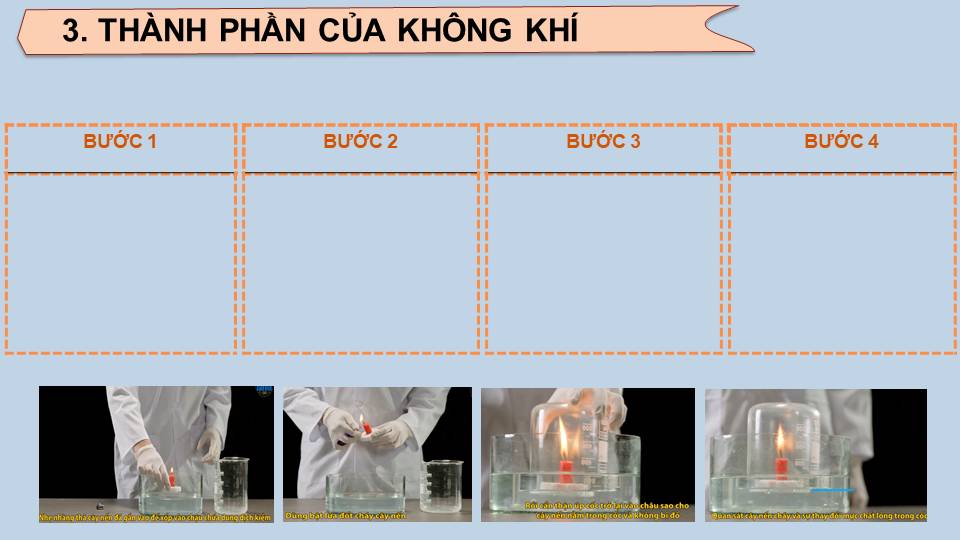 3. THÀNH PHẦN CỦA KHÔNG KHÍ
BƯỚC 1
BƯỚC 2
BƯỚC 3
BƯỚC 4
Nhẹ nhàng thả cây nến đã gắn vào đế xốp vào chậu chứa dung dịch kiềm
Dùng bật lửa đốt cháy cây nến
Rồi cẩn thận úp cốc trở lại vào chậu sao cho
cây nến nằm trong cốc và không bị đổ
Quan sát cây nến cháy và sự thay đổi mức chất lỏng trong cốc